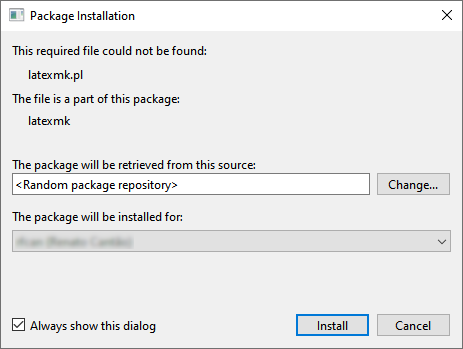 Package Installation
This required file could not be found:
latexmk.pl
The file is a part of this package:
latexmk
The package will be retrieved from this source:
<Random package repository>
Change...
The package will be installed for:
Always show this dialog
Install
Cancel